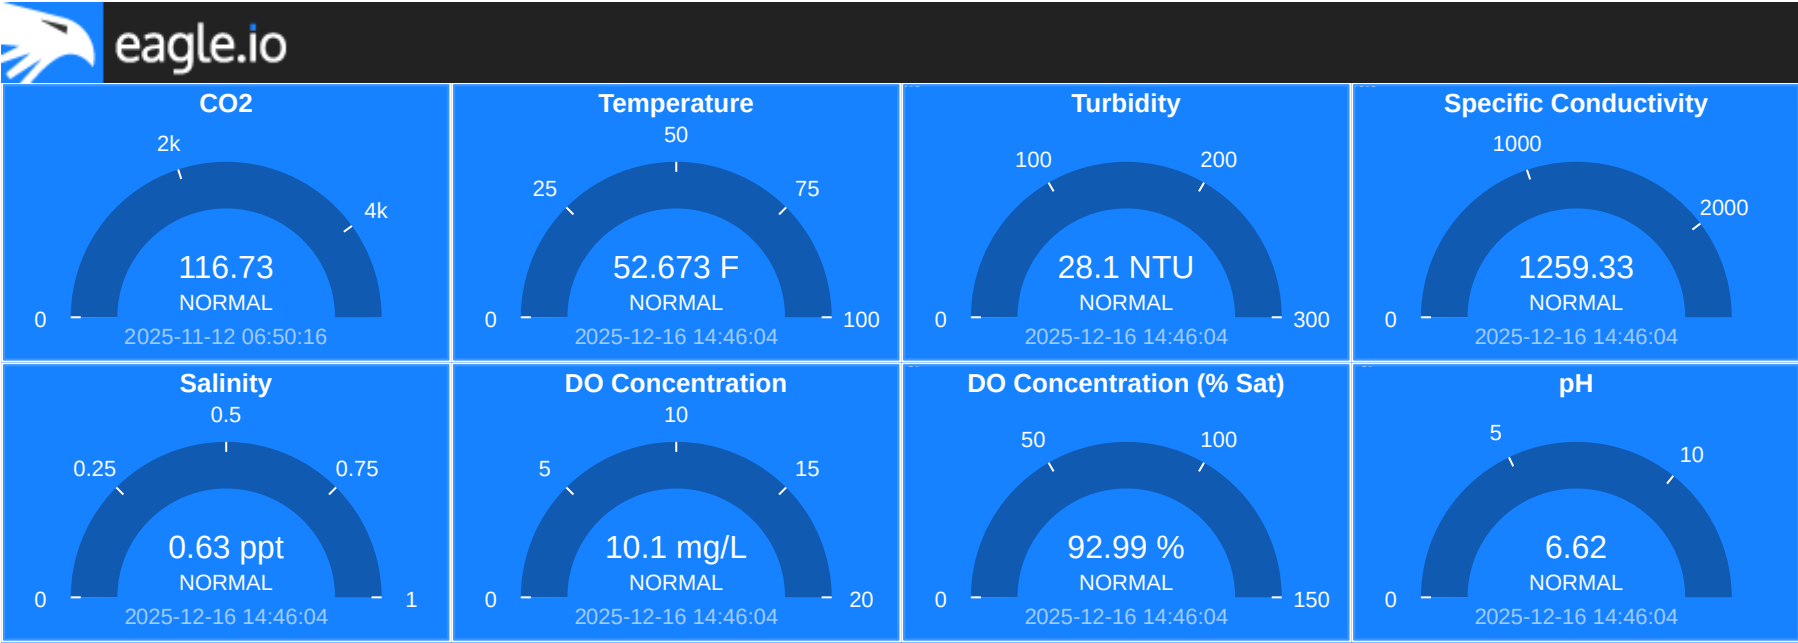 eagle.io
CO2
2k
4k
116.73
NORMAL
0
2025-11-12 06:50:16
Temperature
50
25
75
52.673 F
NORMAL
0
100
2025-12-16 14:46:04
Turbidity
100
200
28.1 NTU
NORMAL
0
300
2025-12-16 14:46:04
Specific Conductivity
1000
2000
1259.33
NORMAL
0
2025-12-16 14:46:04
Salinity
0.5
0.25
0.75
0.63 ppt
NORMAL
0
1
2025-12-16 14:46:04
DO Concentration
10
5
15
10.1 mg/L
NORMAL
0
20
2025-12-16 14:46:04
DO Concentration (% Sat)
50
100
92.99 %
NORMAL
0
150
2025-12-16 14:46:04
pH
5
10
6.62
NORMAL
0
2025-12-16 14:46:04